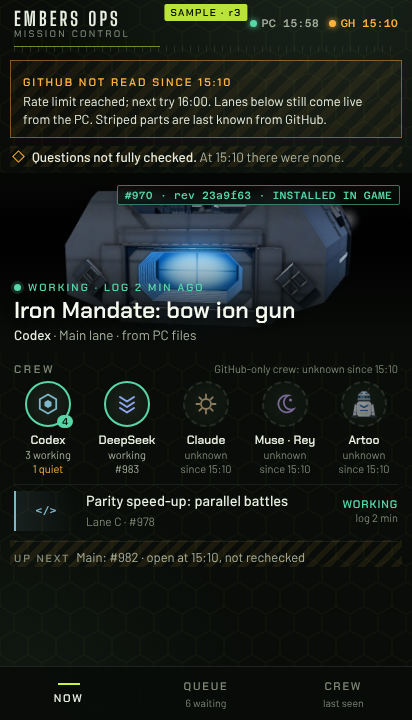 EMBERS OPS
MISSION CONTROL
SAMPLE · r3
PC 15:58
GH 15:10
GITHUB NOT READ SINCE 15:10
Rate limit reached; next try 16:00. Lanes below still come live
from the PC. Striped parts are last known from GitHub.
Questions not fully checked. At 15:10 there were none.
#970 · rev 23a9f63 · INSTALLED IN GAME
WORKING · LOG 2 MIN AGO
Iron Mandate: bow ion gun
Codex · Main lane · from PC files
CREW
GitHub-only crew: unknown since 15:10
4
Codex
3 working
1 quiet
DeepSeek
working
#983
Claude
unknown
since 15:10
Muse · Rey
unknown
since 15:10
Artoo
unknown
since 15:10
</>
Parity speed-up: parallel battles
Lane C · #978
WORKING
log 2 min
UP NEXT Main: #982 · open at 15:10, not rechecked
NOW
QUEUE
6 waiting
CREW
last seen